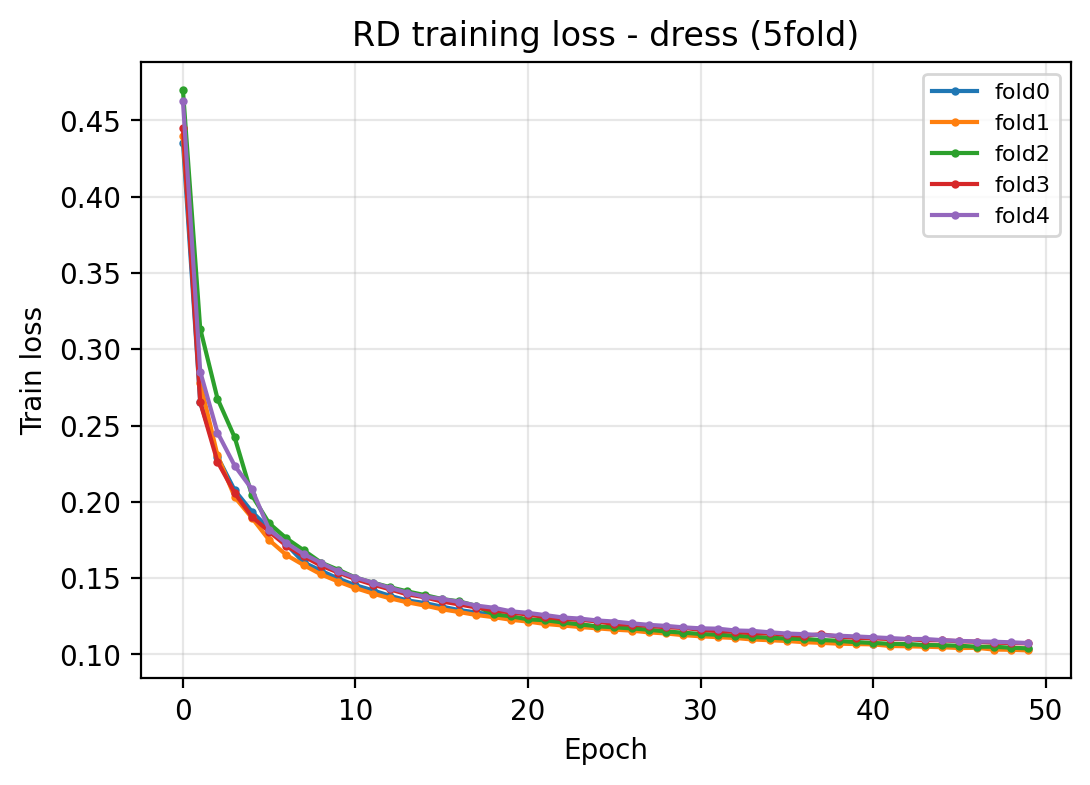 RD training loss - dress (5fold)
fold0
fold1
fold2
fold3
fold4
Train loss
0.45
0.40
0.35
0.30
0.25
0.20
0.15
0.10
0 10 20 30 40 50
Epoch